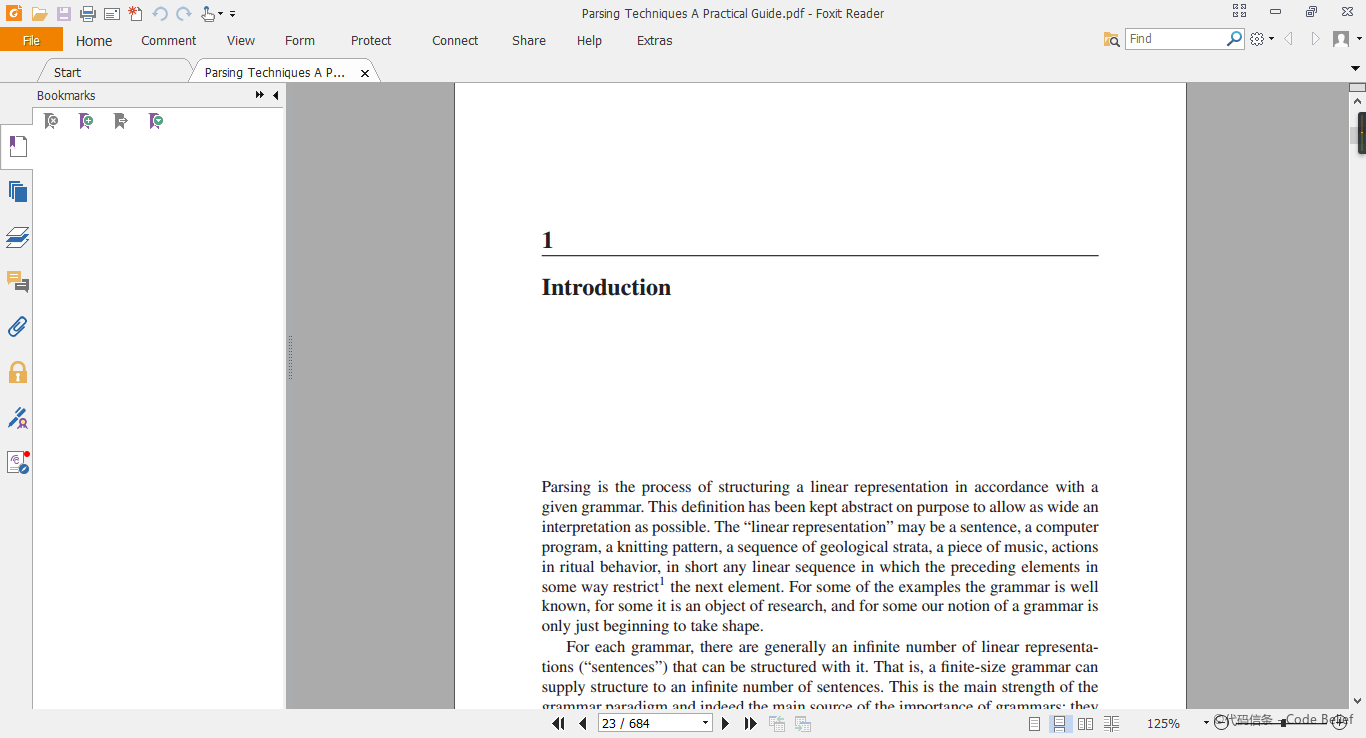 Parsing Techniques A Practical Guide.pdf - Foxit Reader
File Home Comment View Form Protect Connect Share Help Extras
Find
Start Parsing Techniques A P...
Bookmarks
1
Introduction
Parsing is the process of structuring a linear representation in accordance with a
given grammar. This definition has been kept abstract on purpose to allow as wide an
interpretation as possible. The “linear representation” may be a sentence, a computer
program, a knitting pattern, a sequence of geological strata, a piece of music, actions
in ritual behavior, in short any linear sequence in which the preceding elements in
some way restrict1 the next element. For some of the examples the grammar is well
known, for some it is an object of research, and for some our notion of a grammar is
only just beginning to take shape.
For each grammar, there are generally an infinite number of linear representa-
tions (“sentences”) that can be structured with it. That is, a finite-size grammar can
supply structure to an infinite number of sentences. This is the main strength of the
grammar paradigm and indeed the main source of the importance of grammars: they
23 / 684
125%
©代码信条 - Code Belief